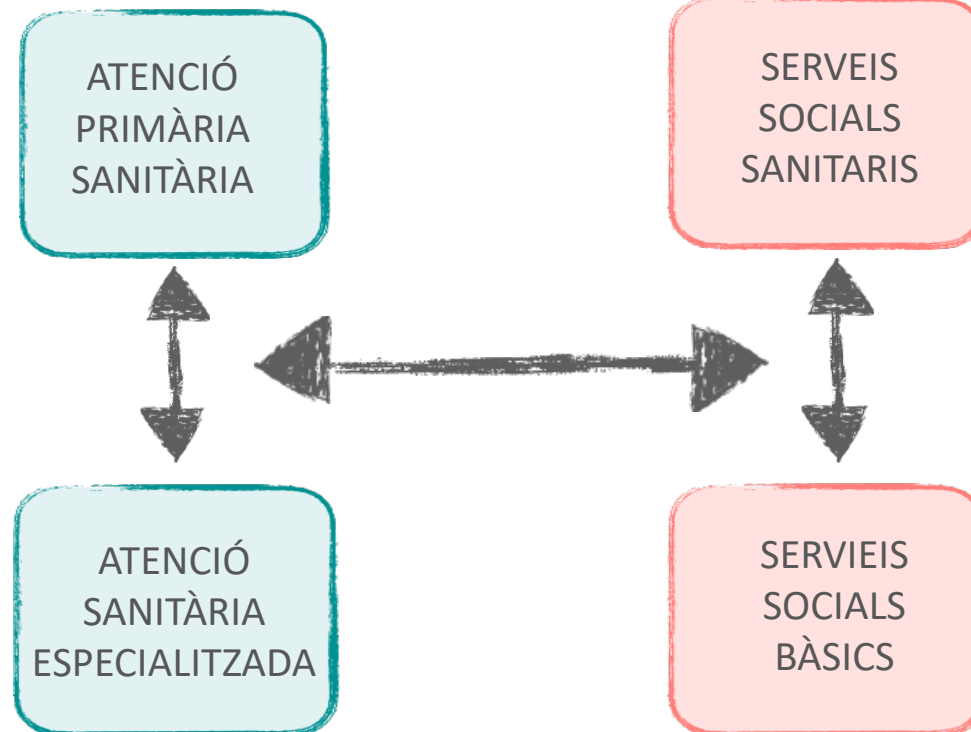 ATENCIÓ
PRIMÀRIA
SANITÀRIA
SERVEIS
SOCIALS
SANITARIS
ATENCIÓ
SANITÀRIA
ESPECIALITZADA
SERVIEIS
SOCIALS
BÀSICS